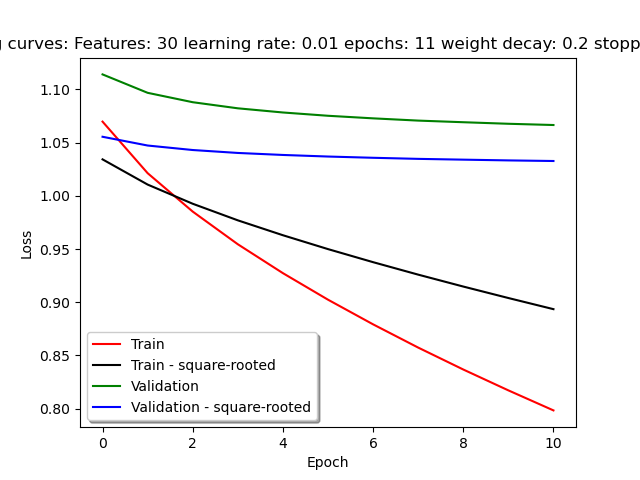 curves: Features: 30 learning rate: 0.01 epochs: 11 weight decay: 0.2
1.10
1.05
1.00
0.95
0.90
0.85
0.80
Loss
Train
Train - square-rooted
Validation
Validation - square-rooted
0 2 4 6 8 10
Epoch